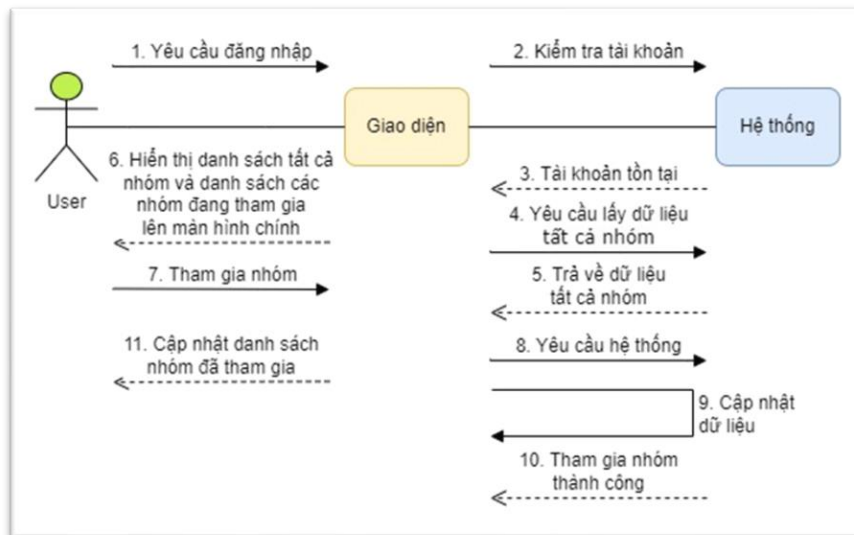 1. Yêu cầu đăng nhập
2. Kiểm tra tài khoản
Giao diện
Hệ thống
User
6. Hiển thị danh sách tất cả
nhóm và danh sách các
nhóm đang tham gia
lên màn hình chính
3. Tài khoản tồn tại
4. Yêu cầu lấy dữ liệu
tất cả nhóm
7. Tham gia nhóm
5. Trả về dữ liệu
tất cả nhóm
11. Cập nhật danh sách
nhóm đã tham gia
8. Yêu cầu hệ thống
9. Cập nhật
dữ liệu
10. Tham gia nhóm
thành công